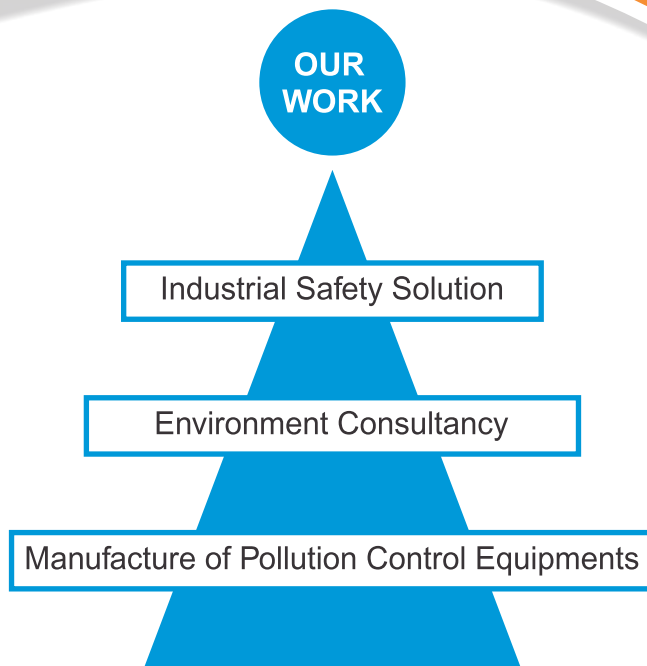 OUR
WORK
Industrial Safety Solution
Environment Consultancy
Manufacture of Pollution Control Equipments